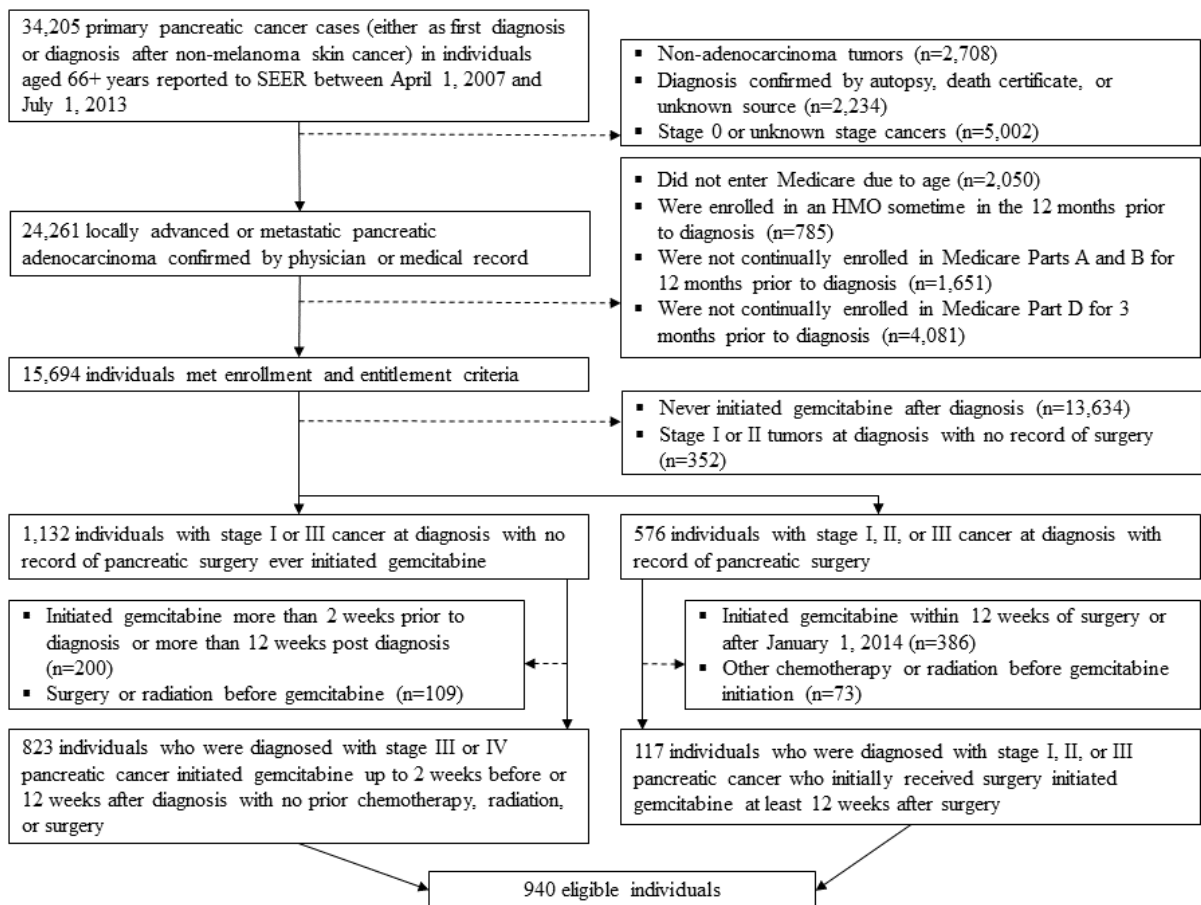 34,205 primary pancreatic cancer cases (either as first diagnosis
or diagnosis after non-melanoma skin cancer) in individuals
aged 66+ years reported to SEER between April 1, 2007 and
July 1, 2013
▪ Non-adenocarcinoma tumors (n=2,708)
▪ Diagnosis confirmed by autopsy, death certificate, or
unknown source (n=2,234)
▪ Stage 0 or unknown stage cancers (n=5,002)
▪ Did not enter Medicare due to age (n=2,050)
▪ Were enrolled in an HMO sometime in the 12 months prior
to diagnosis (n=785)
▪ Were not continually enrolled in Medicare Parts A and B for
12 months prior to diagnosis (n=1,651)
▪ Were not continually enrolled in Medicare Part D for 3
months prior to diagnosis (n=4,081)
24,261 locally advanced or metastatic pancreatic
adenocarcinoma confirmed by physician or medical record
15,694 individuals met enrollment and entitlement criteria
▪ Never initiated gemcitabine after diagnosis (n=13,634)
▪ Stage I or II tumors at diagnosis with no record of surgery
(n=352)
1,132 individuals with stage I or III cancer at diagnosis with no
record of pancreatic surgery ever initiated gemcitabine
576 individuals with stage I, II, or III cancer at diagnosis with
record of pancreatic surgery
▪ Initiated gemcitabine more than 2 weeks prior to
diagnosis or more than 12 weeks post diagnosis
(n=200)
▪ Surgery or radiation before gemcitabine (n=109)
▪ Initiated gemcitabine within 12 weeks of surgery or
after January 1, 2014 (n=386)
▪ Other chemotherapy or radiation before gemcitabine
initiation (n=73)
823 individuals who were diagnosed with stage III or IV
pancreatic cancer initiated gemcitabine up to 2 weeks before or
12 weeks after diagnosis with no prior chemotherapy, radiation,
or surgery
117 individuals who were diagnosed with stage I, II, or III
pancreatic cancer who initially received surgery initiated
gemcitabine at least 12 weeks after surgery
940 eligible individuals